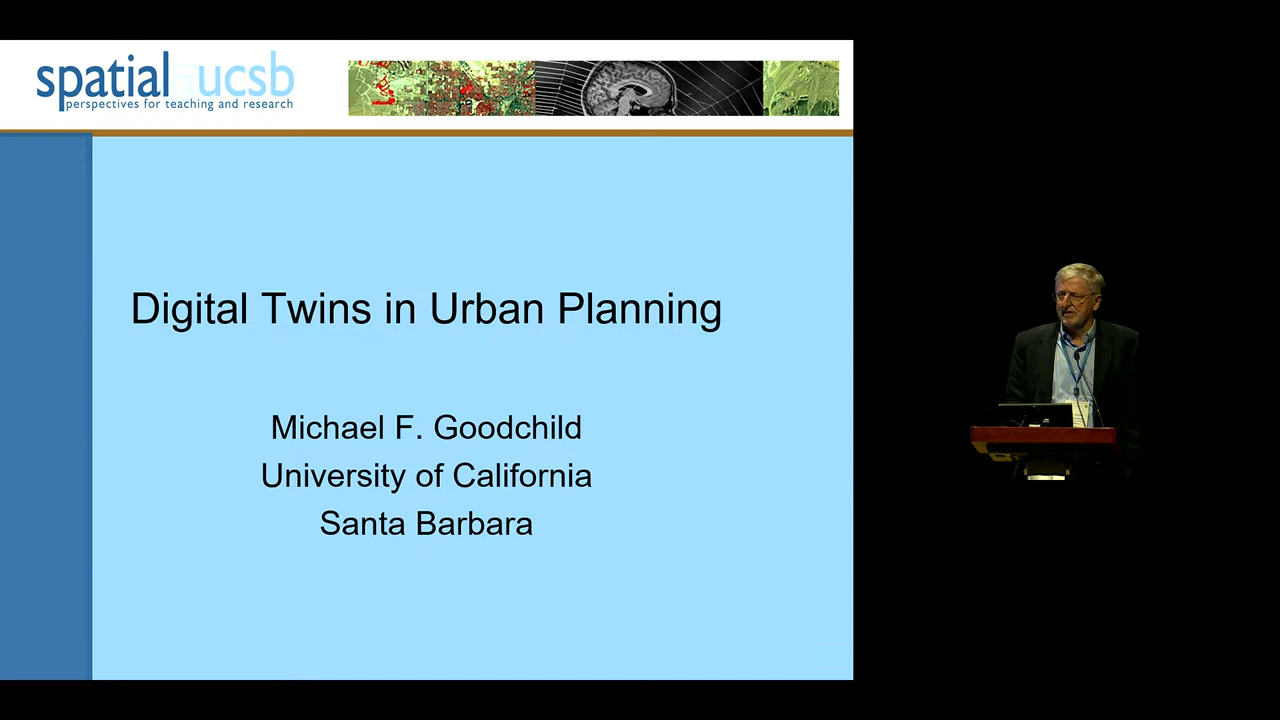 spatial@ucsb
perspectives for teaching and research
Digital Twins in Urban Planning
Michael F. Goodchild
University of California
Santa Barbara